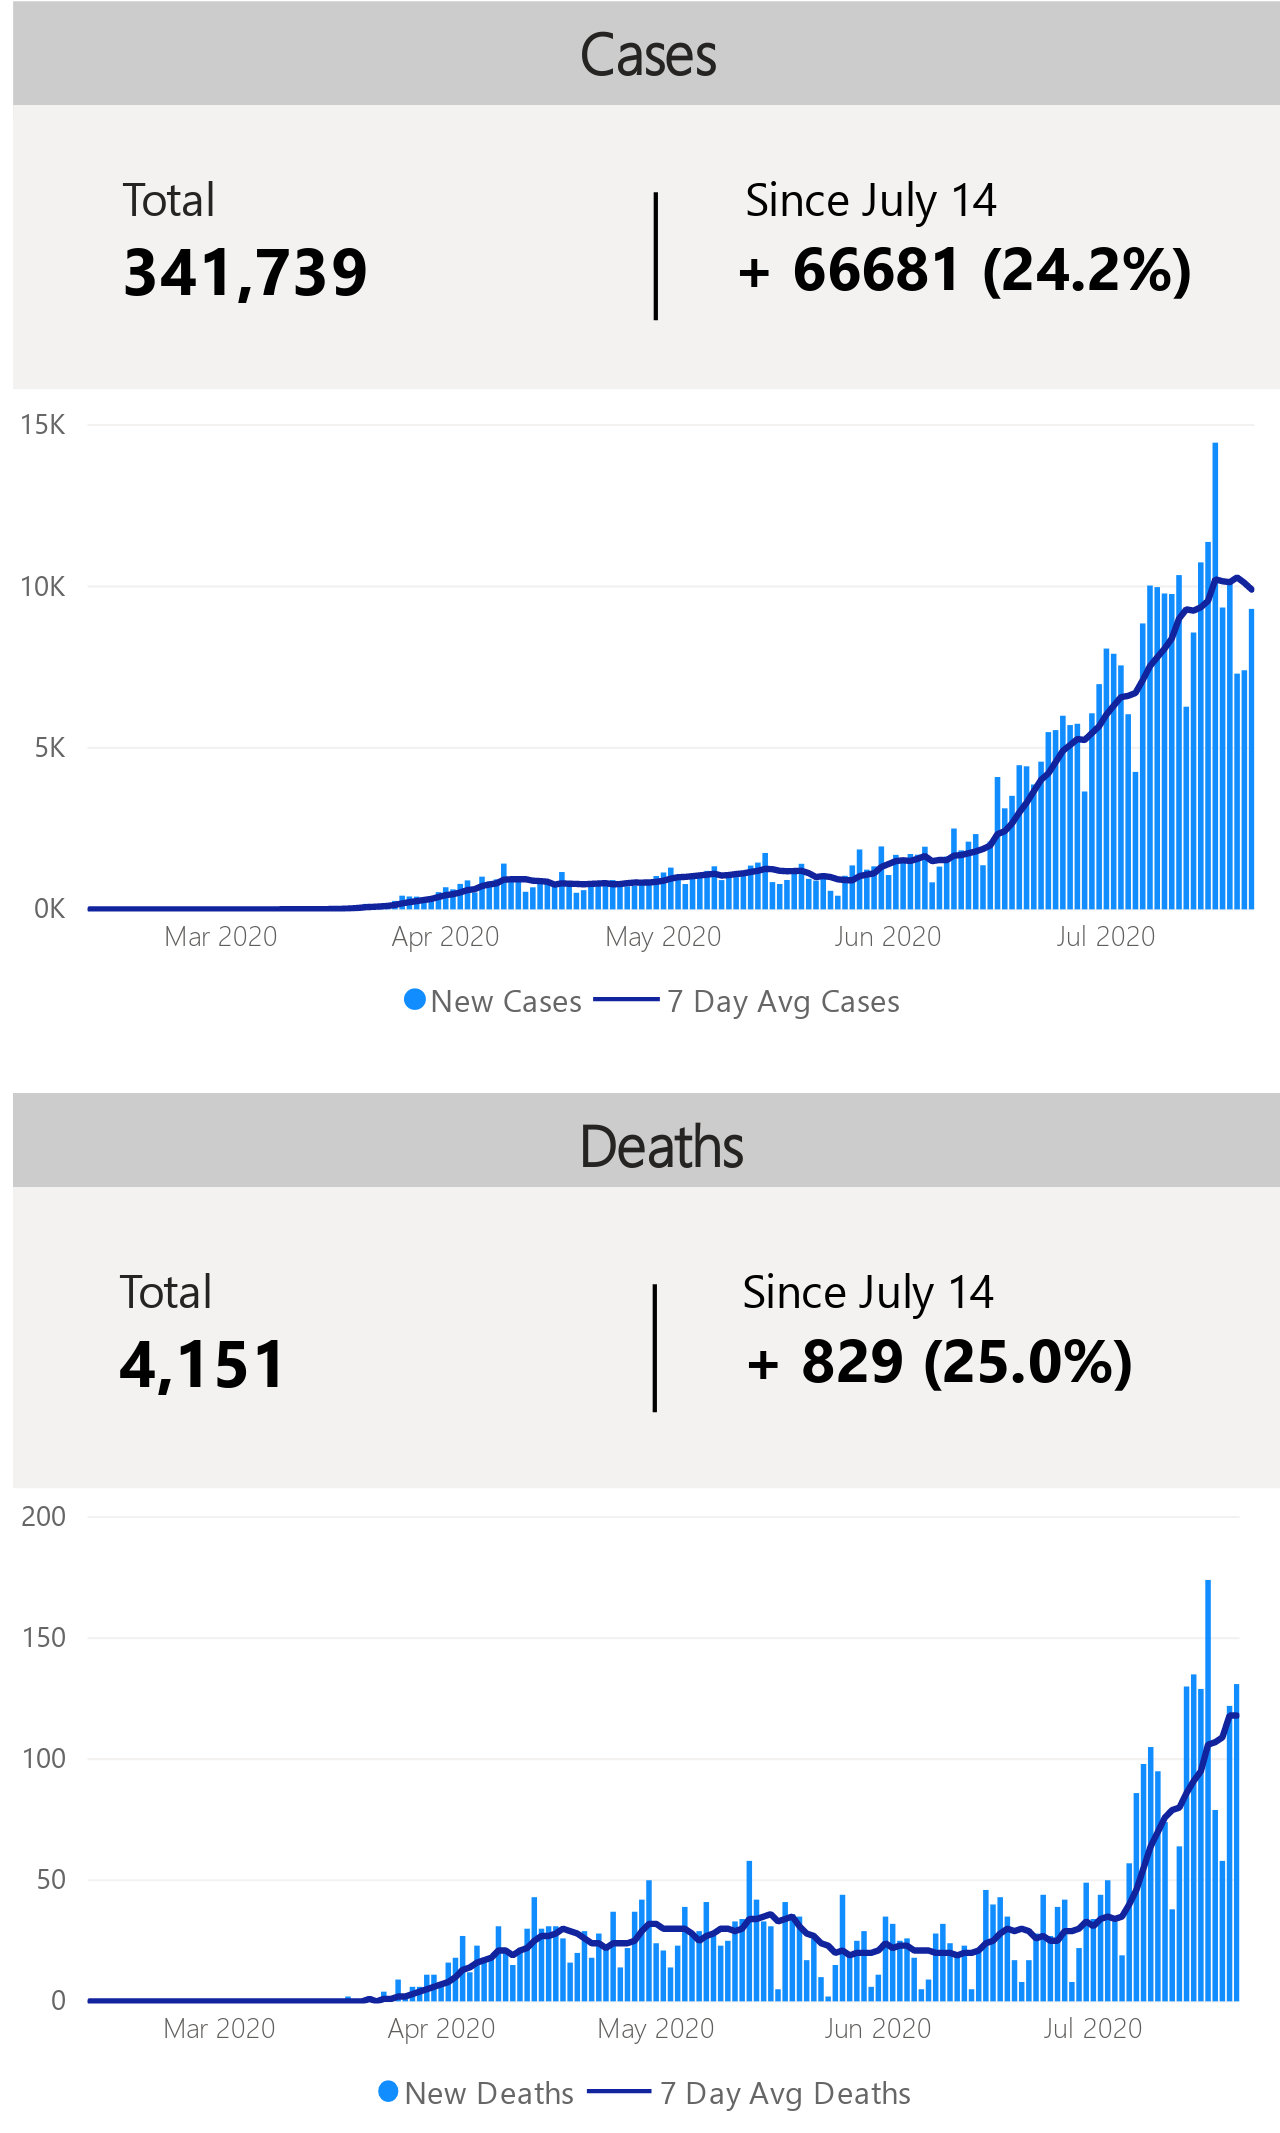 Cases
Total
Since July 14
341,739
+ 66681 (24.2%)
15K
10K
5K
0K
Mar 2020 Apr 2020 May 2020 Jun 2020 Jul 2020
New Cases 7 Day Avg Cases
Deaths
Total
Since July 14
4,151
+ 829 (25.0%)
200
150
100
50
0
Mar 2020 Apr 2020 May 2020 Jun 2020 Jul 2020
New Deaths 7 Day Avg Deaths